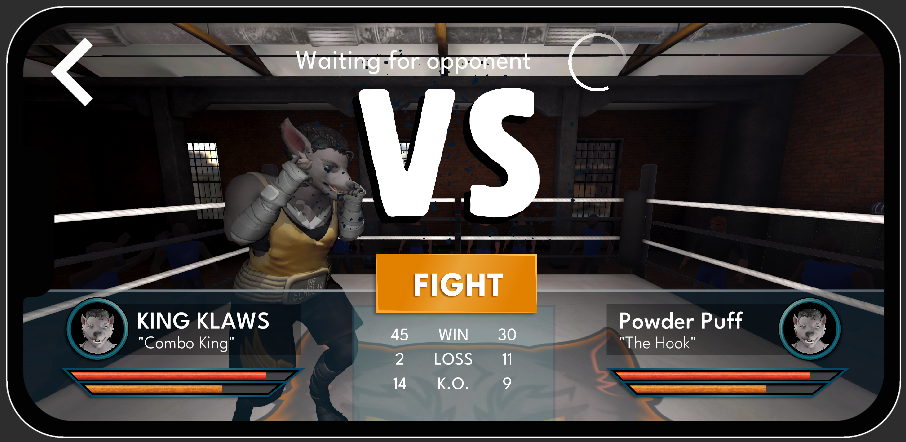 Waiting for opponent
VS
FIGHT
KING KLAWS
"Combo King"
Powder Puff
"The Hook"
45 WIN 30
2 LOSS 11
14 K.O. 9